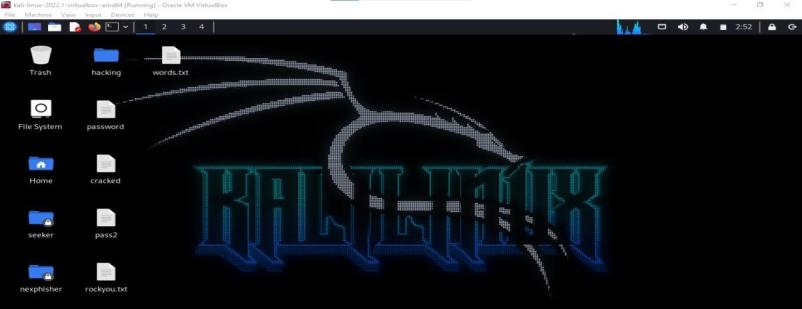 kali-linux-2022.1-virtualbox-amd64 [Running] - Oracle VM VirtualBox
File Machine View Input Devices Help
1 2 3 4 2:52
Trash hacking words.txt
File System password
Home cracked
seeker pass2
nexphisher rockyou.txt
KALI LINUX